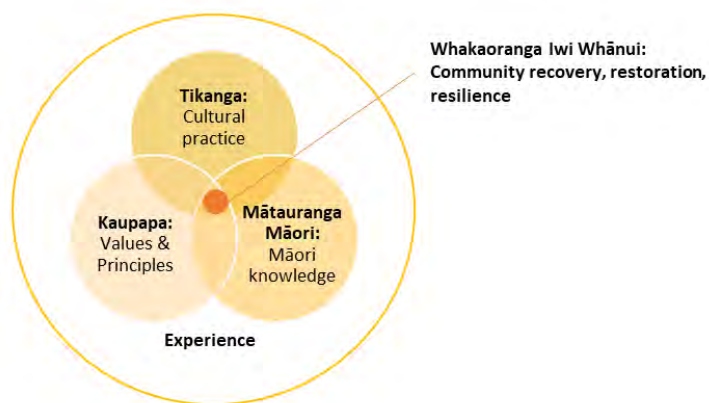 Whakaoranga Iwi Whānui:
Community recovery, restoration,
resilience
Tikanga:
Cultural
practice
Kaupapa:
Values &
Principles
Mātauranga
Māori:
Māori
knowledge
Experience